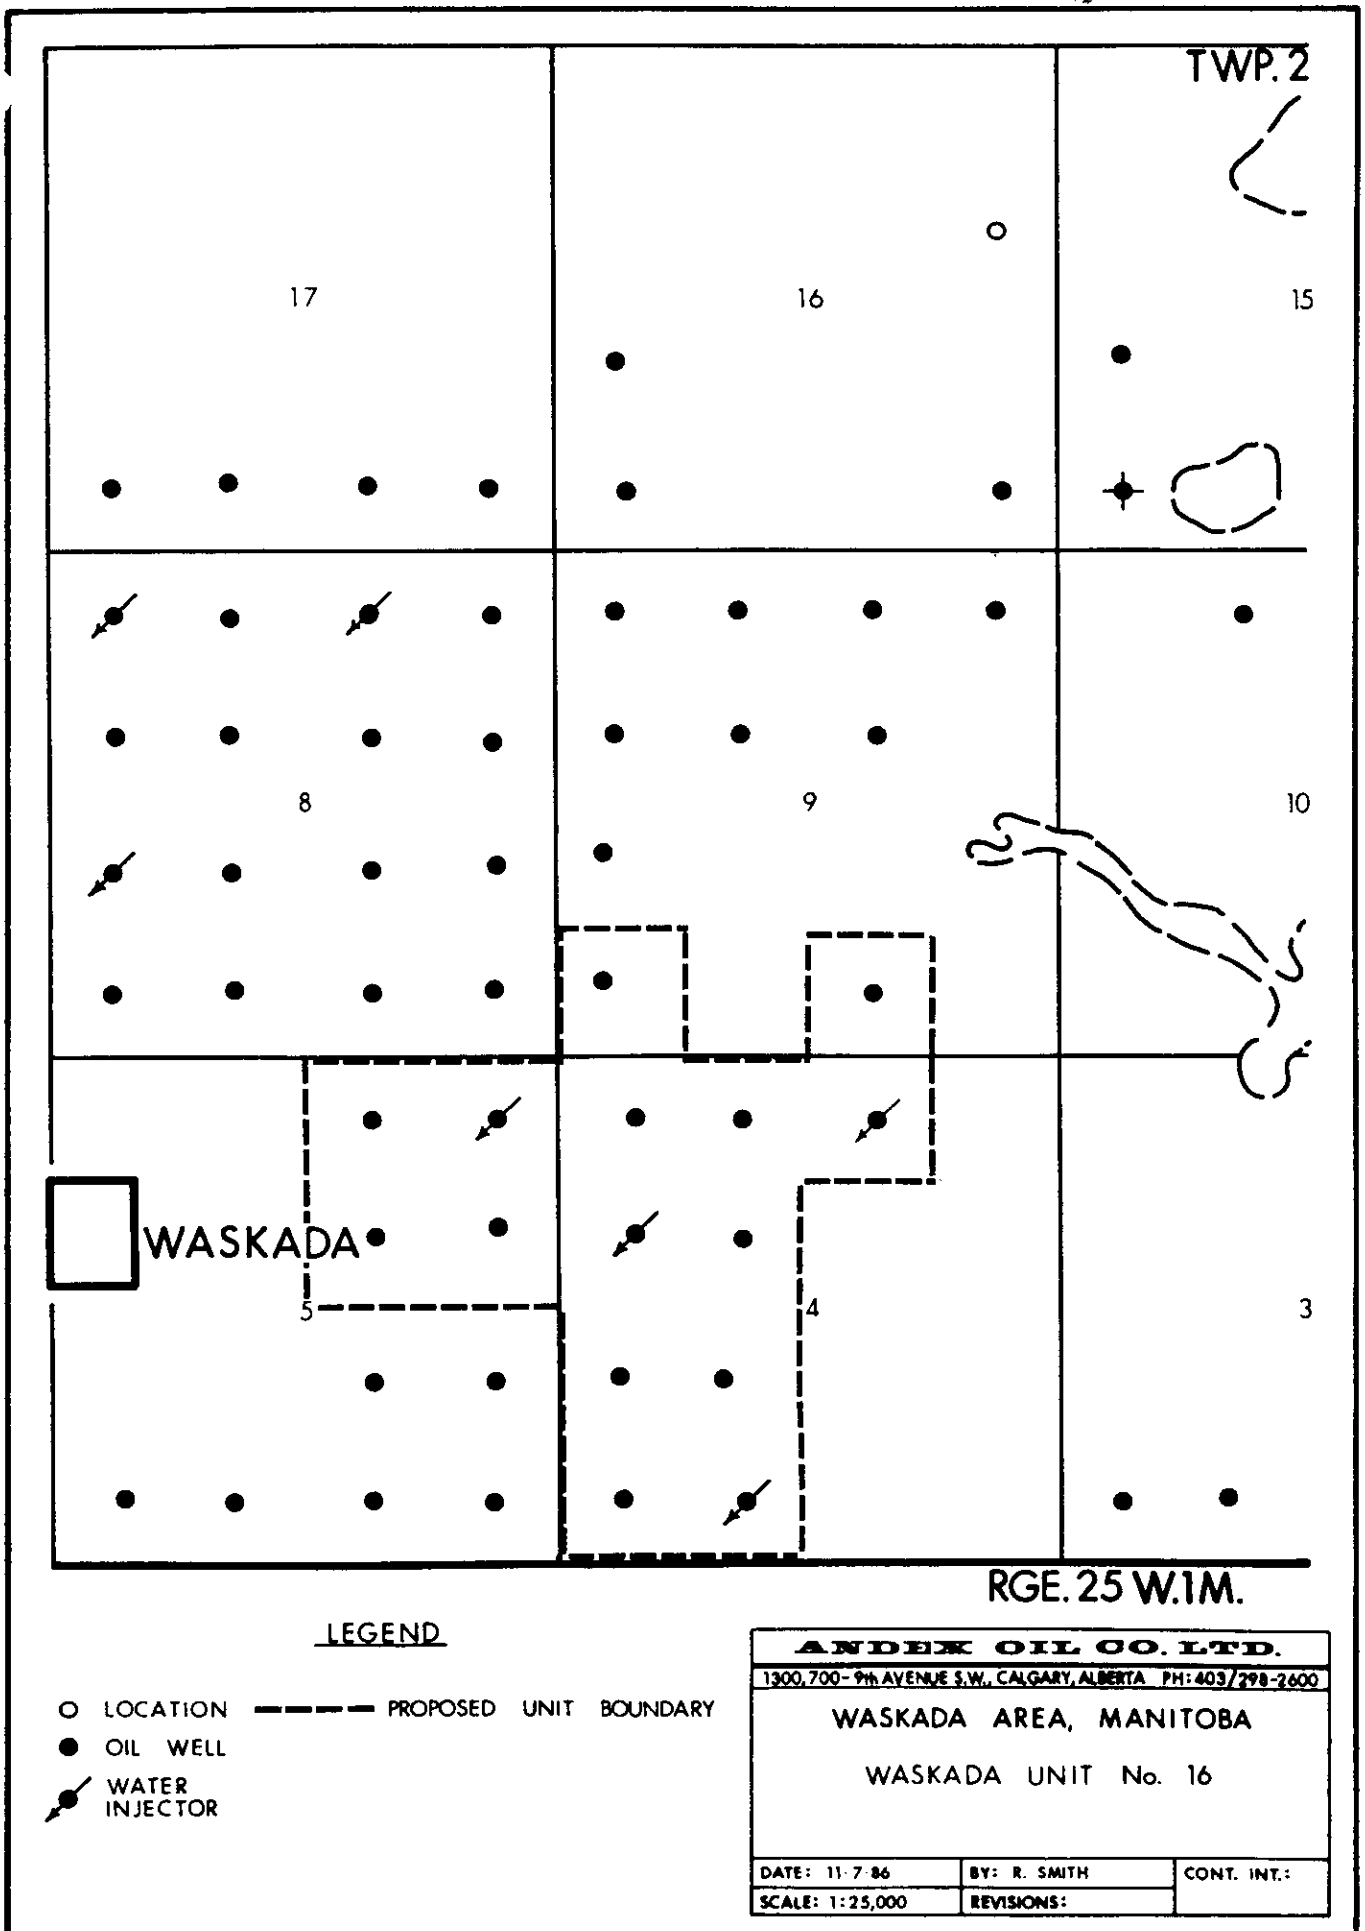 TWP. 2
17
16
15
8
9
10
WASKADA
5
4
3
RGE. 25 W.1M.
LEGEND
LOCATION
PROPOSED UNIT BOUNDARY
OIL WELL
WATER
INJECTOR
ANDEX OIL CO. LTD.
1300, 700 - 9th AVENUE S.W., CALGARY, ALBERTA PH: 403/298-2600
WASKADA AREA, MANITOBA
WASKADA UNIT No. 16
DATE: 11·7·86
BY: R. SMITH
CONT. INT.:
SCALE: 1:25,000
REVISIONS: